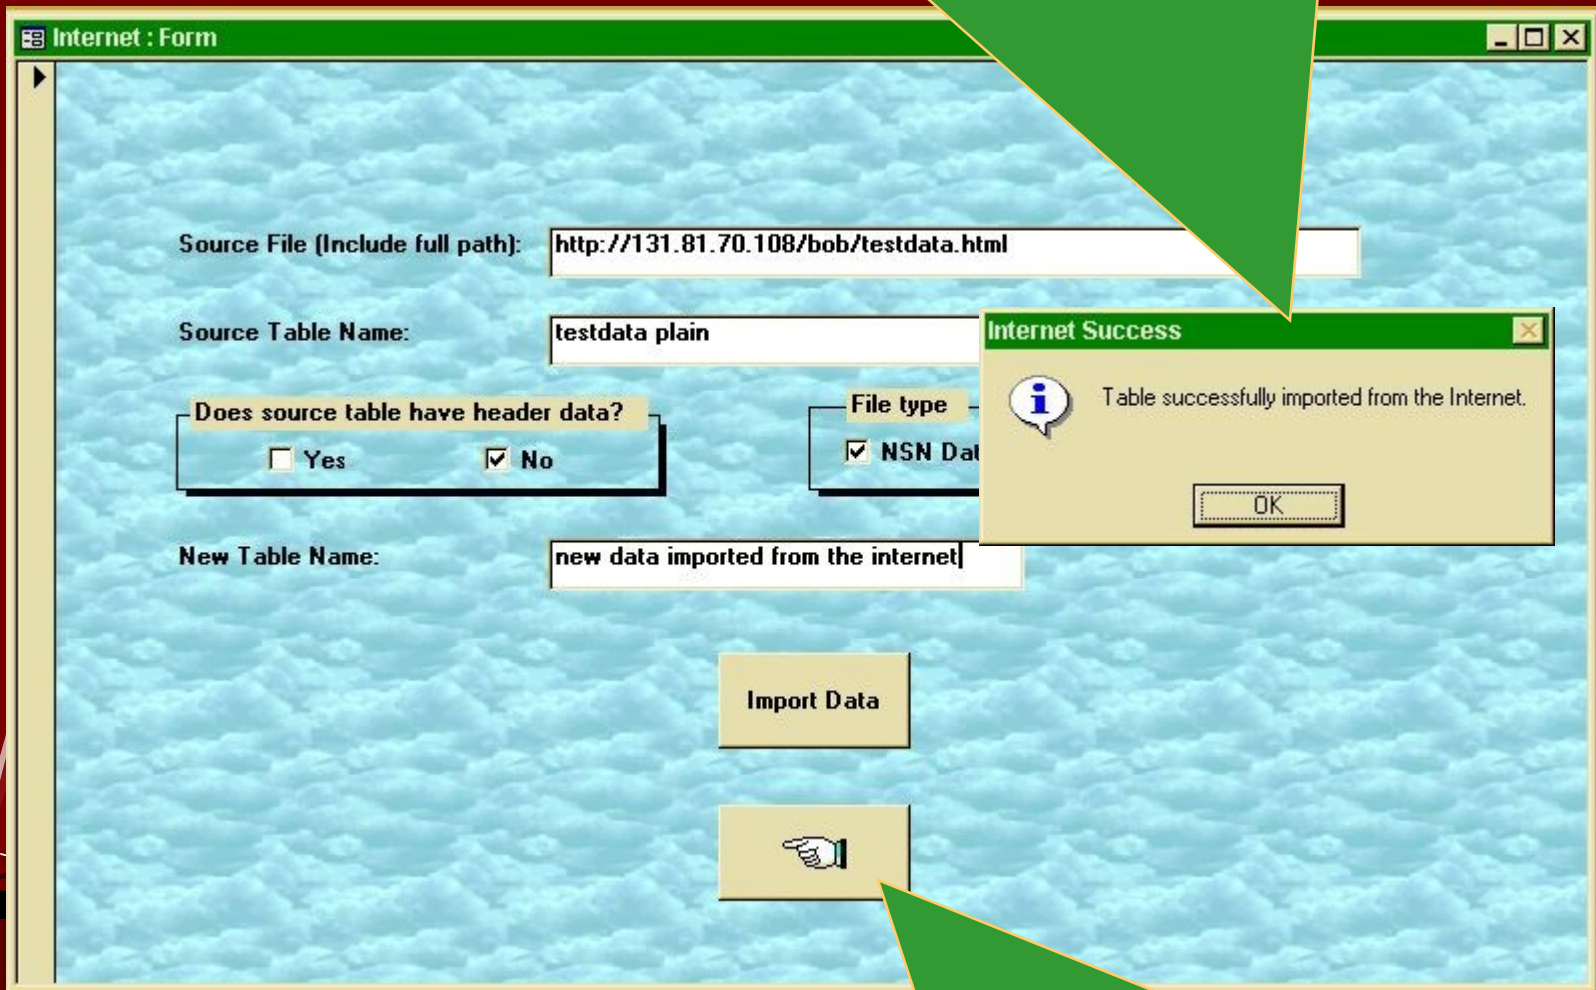 Internet : Form
Source File (Include full path): http://131.81.70.108/bob/testdata.html
Source Table Name: testdata plain
Internet Success
Table successfully imported from the Internet.
OK
Does source table have header data?
Yes No
File type
NSN
New Table Name: new data imported from the internet
Import Data